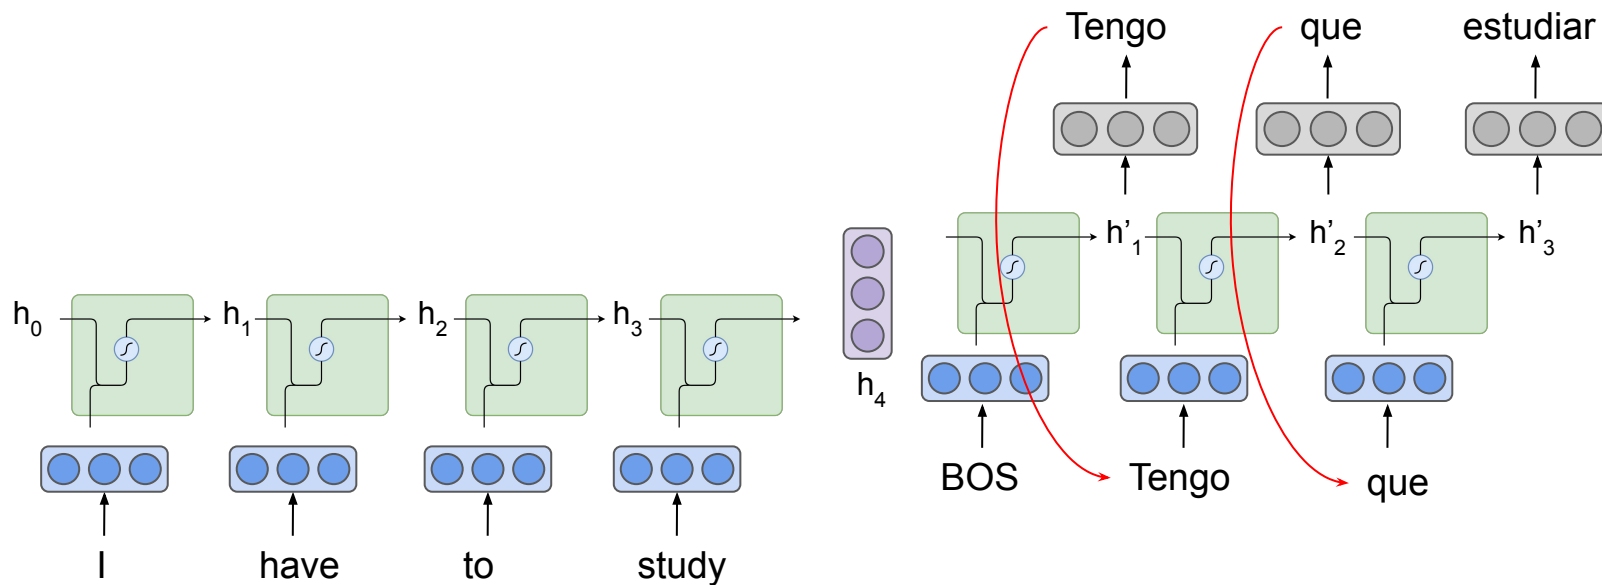 Tengo que estudiar
h'1 h'2 h'3
h0 h1 h2 h3
h4
BOS Tengo que
I have to study